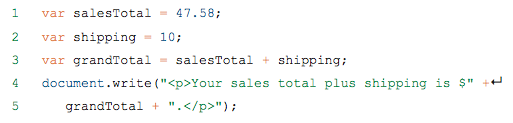 1 var salesTotal = 47.58;
2 var shipping = 10;
3 var grandTotal = salesTotal + shipping;
4 document.write("<p>Your sales total plus shipping is $" +↵
5 grandTotal + ".</p>");